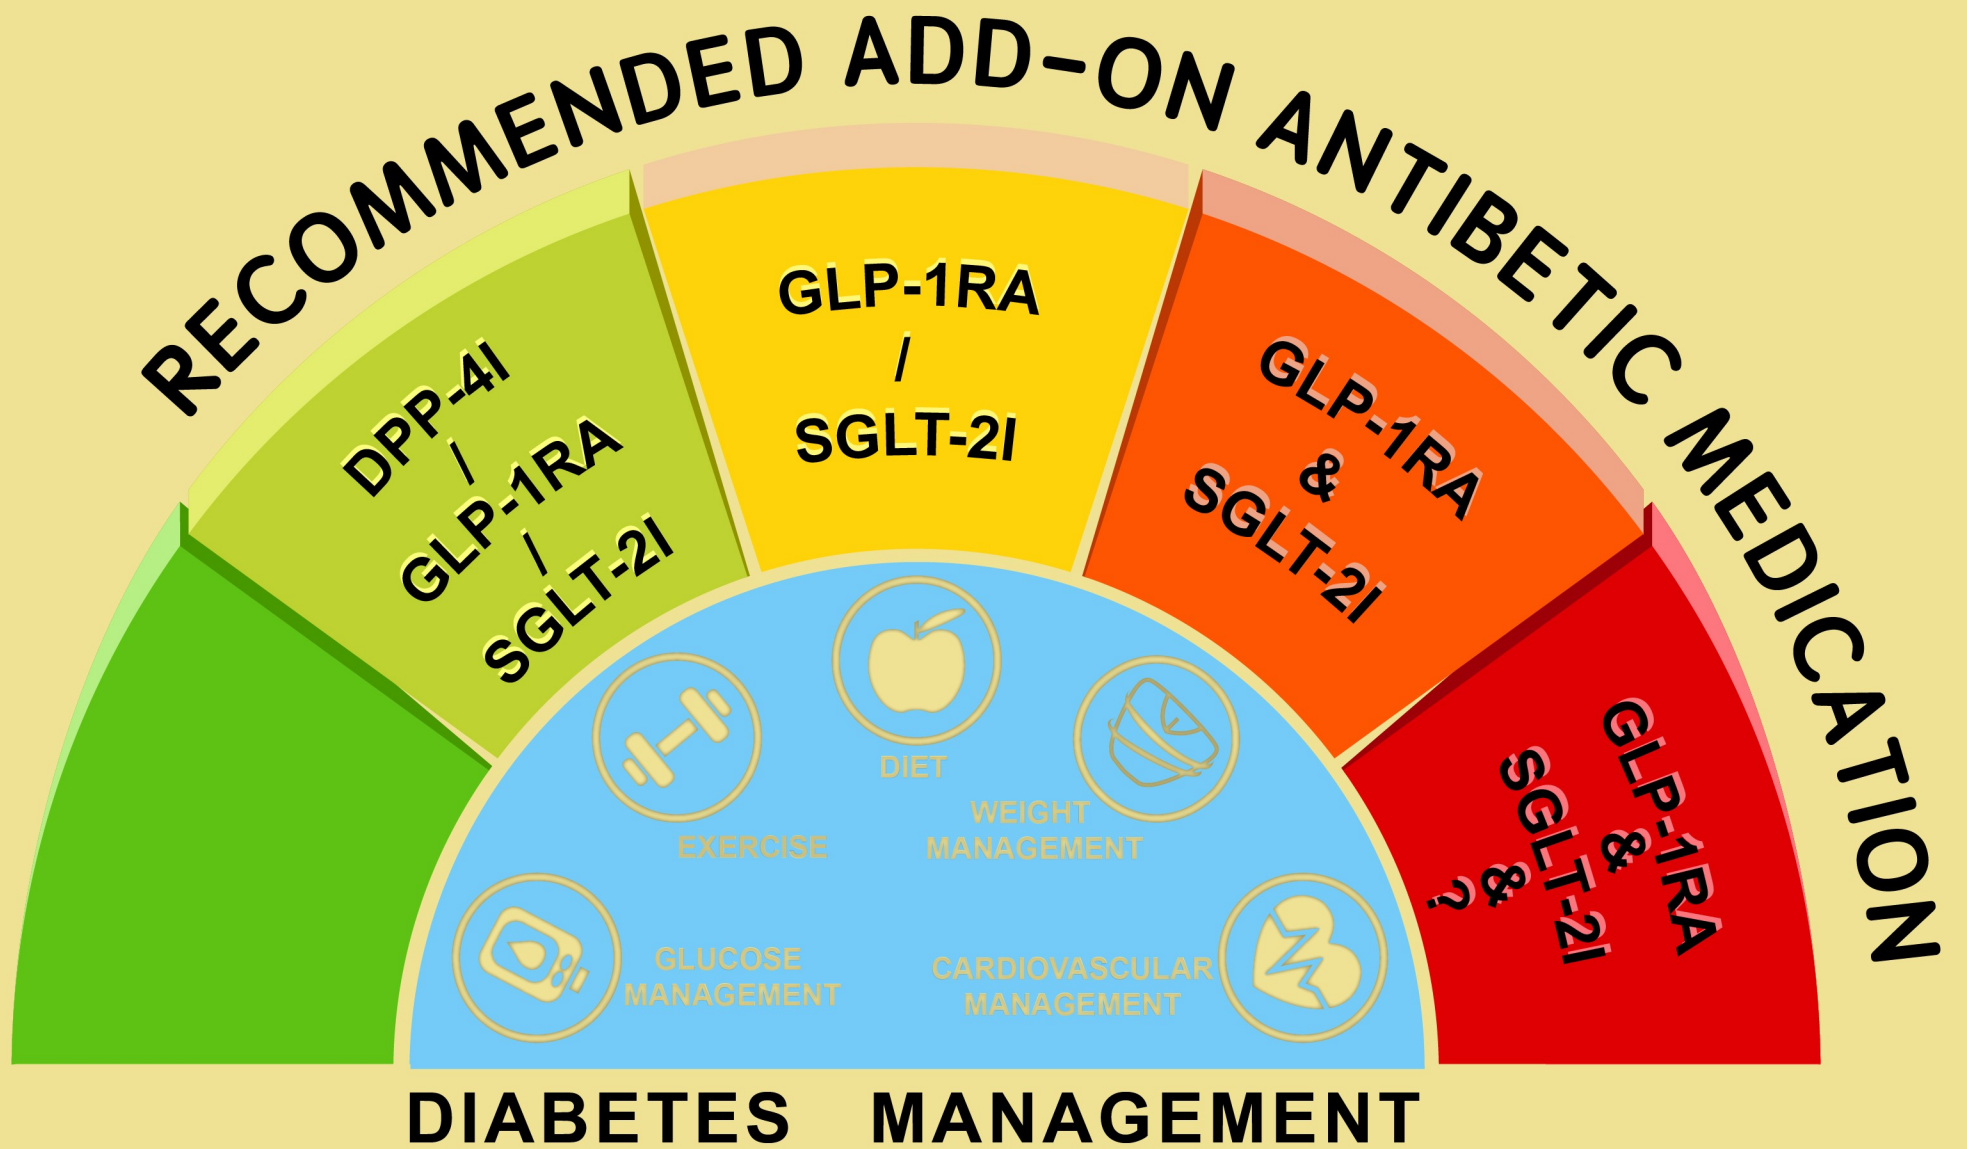 RECOMMENDED ADD-ON ANTIBETIC MEDICATION
DPP-4I
/
GLP-1RA
/
SGLT-2I
GLP-1RA
/
SGLT-2I
GLP-1RA
&
SGLT-2I
GLP-1RA
&
SGLT-2I
&
?
DIET
EXERCISE
WEIGHT
MANAGEMENT
GLUCOSE
MANAGEMENT
CARDIOVASCULAR
MANAGEMENT
DIABETES MANAGEMENT